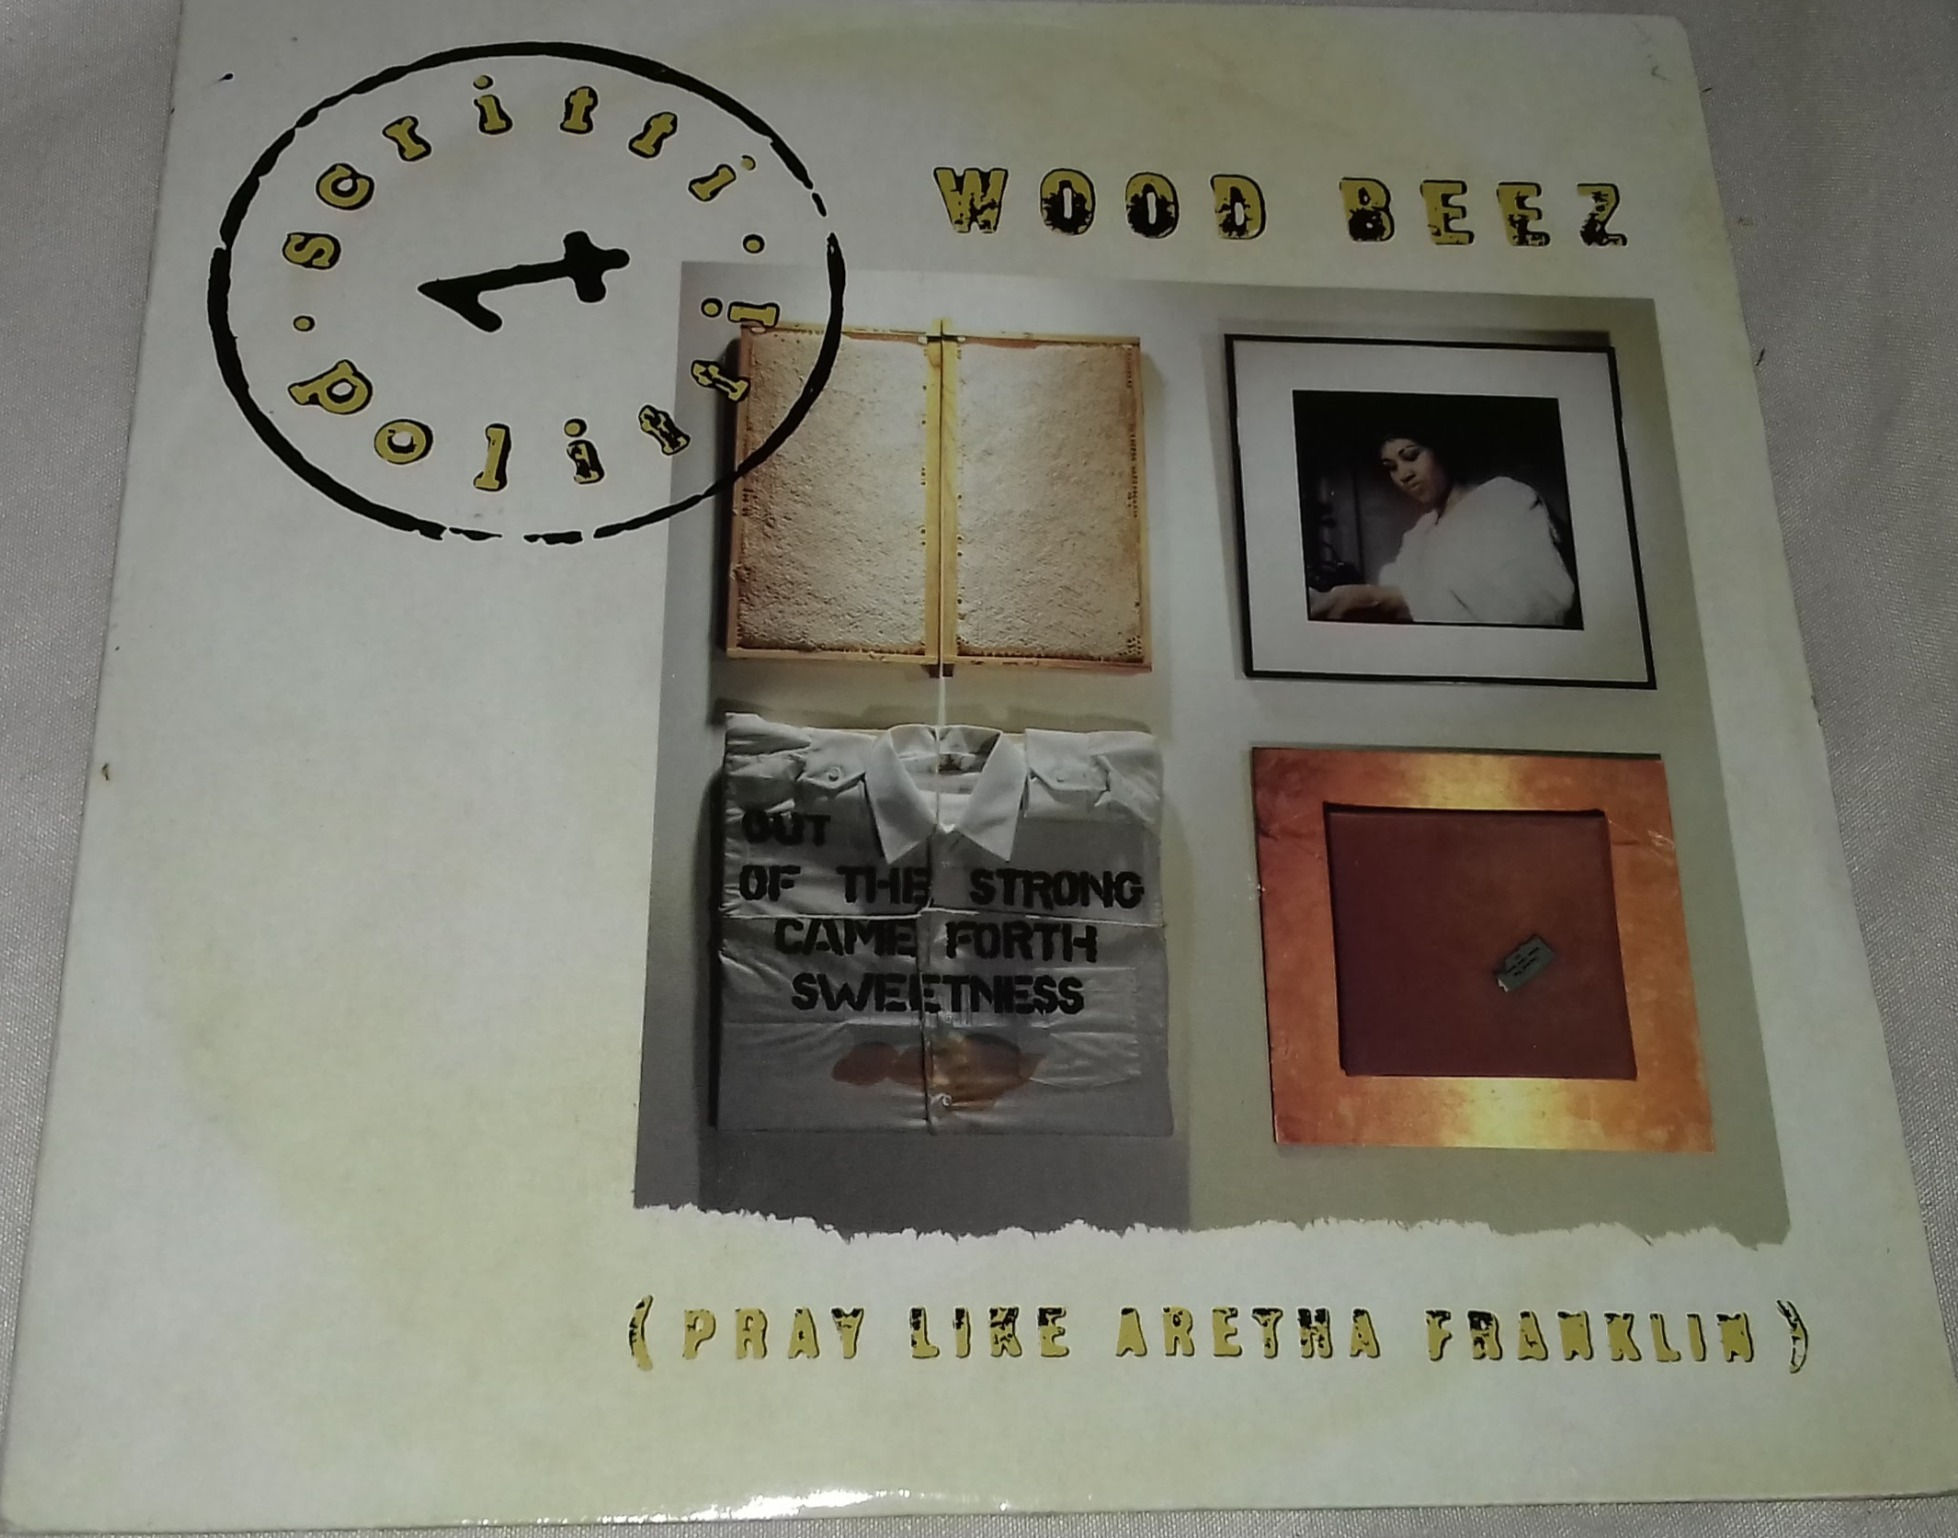 scritti.
politti.
WOOD BEEZ
OUT
OF THE STRONG
CAME FORTH
SWEETNESS
(PRAY LIKE ARETHA FRANKLIN)